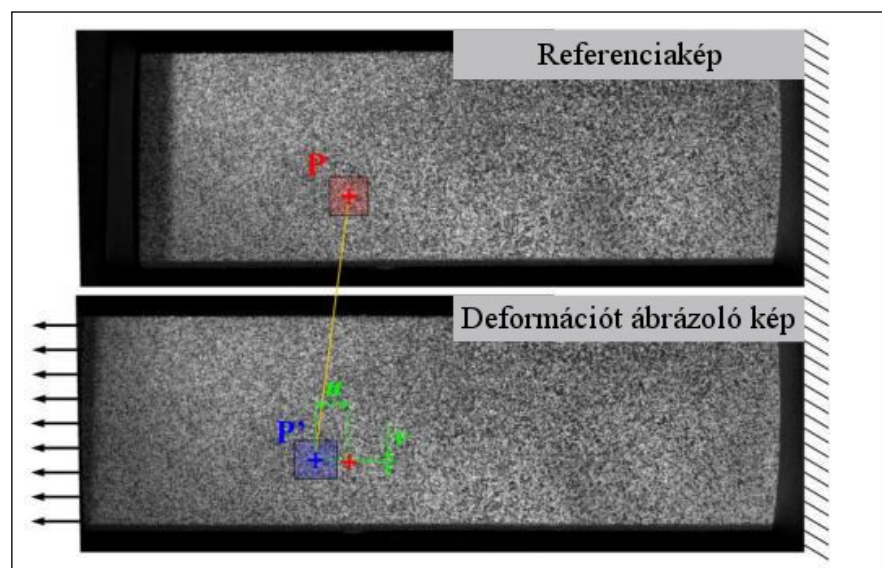 Referenciakép
P
Deformációt ábrázoló kép
u
P'
v